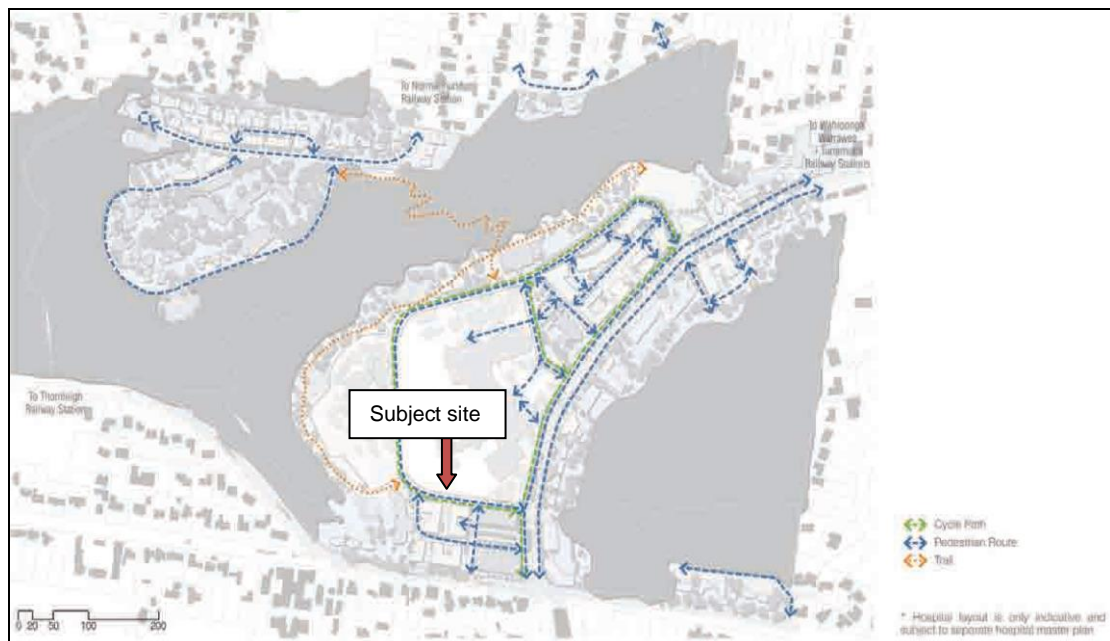 To Normanhurst
Railway Station
To Wahroonga
Warrawee
+ Turramurra
Railway Stations
To Thornleigh
Railway Station
Subject site
Cycle Path
Pedestrian Route
Trail
0 20 50 100 200
* Hospital layout is only indicative and
subject to separate hospital master plan